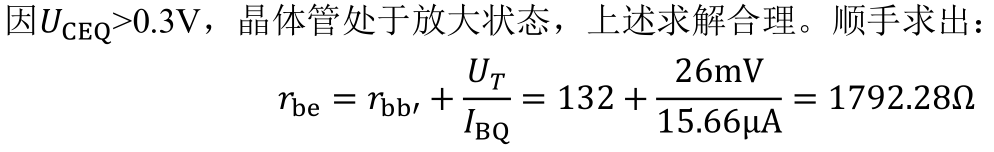 因U_CEQ>0.3V，晶体管处于放大状态，上述求解合理。顺手求出：
r_be = r_bb′ + U_T/I_BQ = 132 + 26mV/15.66μA = 1792.28Ω